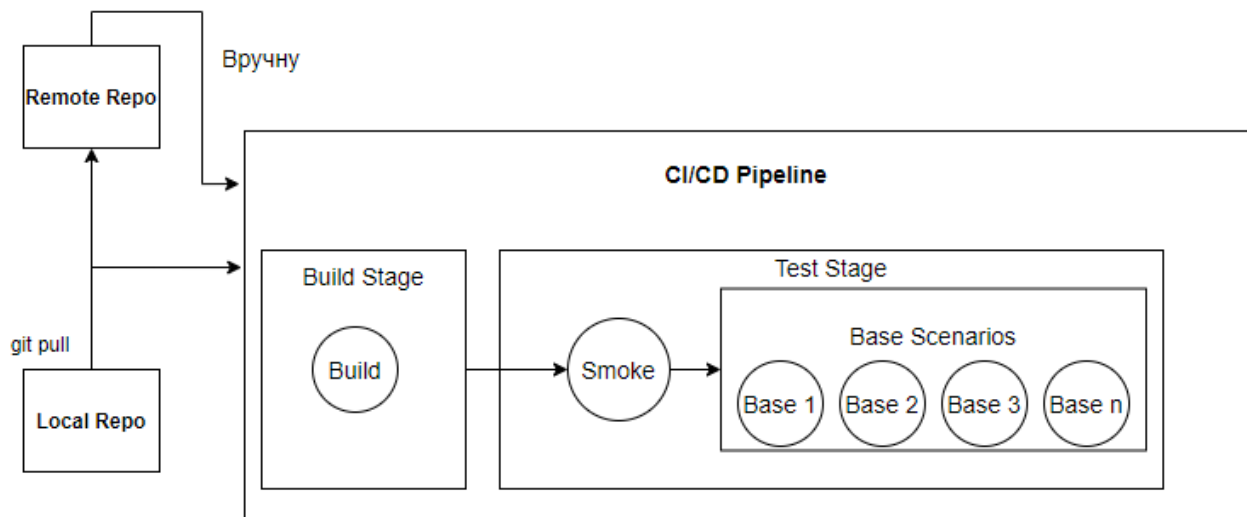 Вручну
Remote Repo
CI/CD Pipeline
Build Stage
Test Stage
Base Scenarios
git pull
Build
Smoke
Base 1
Base 2
Base 3
Base n
Local Repo